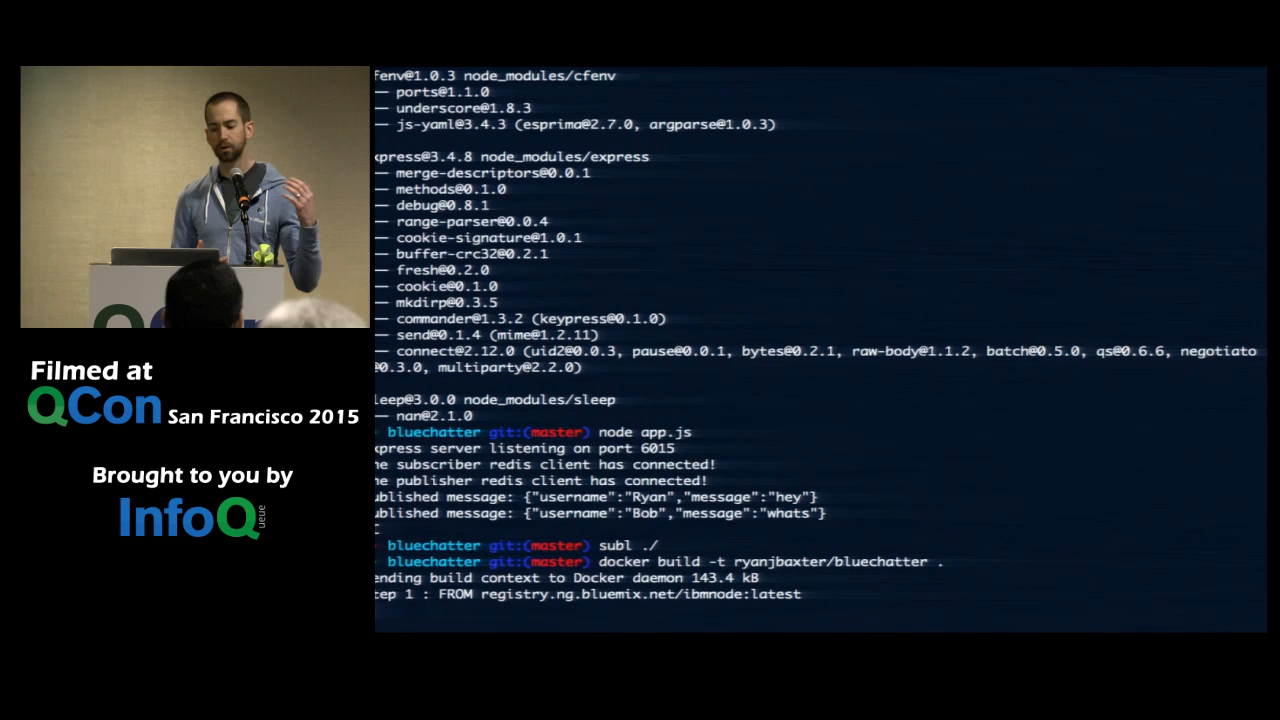 fenv@1.0.3 node_modules/cfenv
── ports@1.1.0
── underscore@1.8.3
── js-yaml@3.4.3 (esprima@2.7.0, argparse@1.0.3)
xpress@3.4.8 node_modules/express
── merge-descriptors@0.0.1
── methods@0.1.0
── debug@0.8.1
── range-parser@0.0.4
── cookie-signature@1.0.1
── buffer-crc32@0.2.1
── fresh@0.2.0
── cookie@0.1.0
── mkdirp@0.3.5
── commander@1.3.2 (keypress@0.1.0)
── send@0.1.4 (mime@1.2.11)
── connect@2.12.0 (uid2@0.0.3, pause@0.0.1, bytes@0.2.1, raw-body@1.1.2, batch@0.5.0, qs@0.6.6, negotiato
@0.3.0, multiparty@2.2.0)
leep@3.0.0 node_modules/sleep
── nan@2.1.0
bluechatter git:(master) node app.js
xpress server listening on port 6015
he subscriber redis client has connected!
he publisher redis client has connected!
ublished message: {"username":"Ryan","message":"hey"}
ublished message: {"username":"Bob","message":"whats"}
C
bluechatter git:(master) subl ./
bluechatter git:(master) docker build -t ryanjbaxter/bluechatter .
ending build context to Docker daemon 143.4 kB
tep 1 : FROM registry.ng.bluemix.net/ibmnode:latest
Filmed at
QCon San Francisco 2015
Brought to you by
InfoQueue